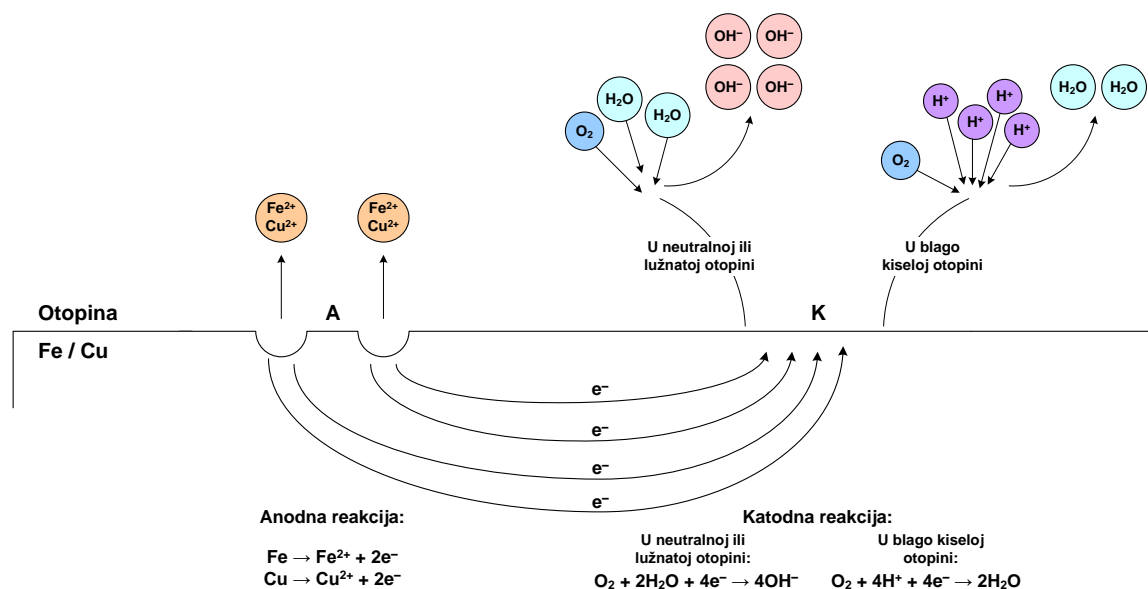 OH⁻ OH⁻
OH⁻ OH⁻
H₂O
H₂O
O₂
H⁺
H⁺
H⁺
H⁺
O₂
H₂O H₂O
Fe²⁺
Cu²⁺
Fe²⁺
Cu²⁺
U neutralnoj ili
lužnatoj otopini
U blago
kiseloj otopini
Otopina
A
K
Fe / Cu
e⁻
e⁻
e⁻
e⁻
Anodna reakcija:
Fe → Fe²⁺ + 2e⁻
Cu → Cu²⁺ + 2e⁻
Katodna reakcija:
U neutralnoj ili
lužnatoj otopini:
O₂ + 2H₂O + 4e⁻ → 4OH⁻
U blago kiseloj
otopini:
O₂ + 4H⁺ + 4e⁻ → 2H₂O